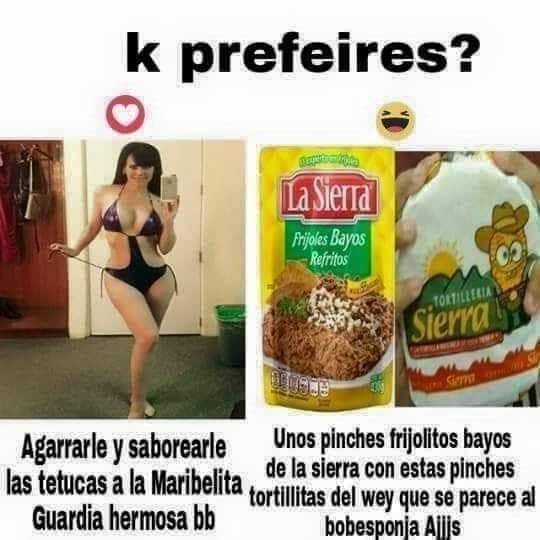 k prefeires?
La Sierra
Frijoles Bayos
Refritos
TORTILLERIA
Sierra
Sierra
Agarrarle y saborearle
las tetucas a la Maribelita
Guardia hermosa bb
Unos pinches frijolitos bayos
de la sierra con estas pinches
tortillitas del wey que se parece al
bobesponja Ajjjs